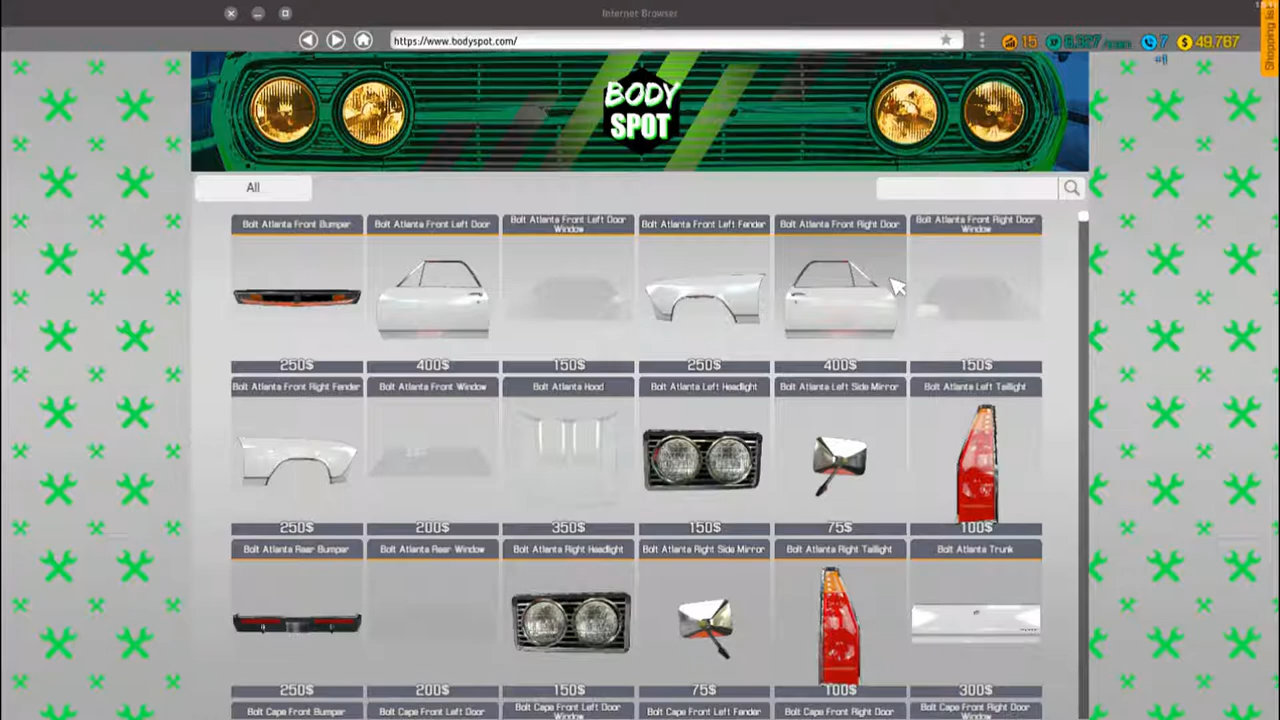 Internet Browser
https://www.bodyspot.com/
15
7
+1
49.767
Shopping list
BODY
SPOT
All
Bolt Atlanta Front Bumper
Bolt Atlanta Front Left Door
Bolt Atlanta Front Left Door
Window
Bolt Atlanta Front Left Fender
Bolt Atlanta Front Right Door
Bolt Atlanta Front Right Door
Window
250$
400$
150$
250$
400$
150$
Bolt Atlanta Front Right Fender
Bolt Atlanta Front Window
Bolt Atlanta Hood
Bolt Atlanta Left Headlight
Bolt Atlanta Left Side Mirror
Bolt Atlanta Left Taillight
250$
200$
350$
150$
75$
100$
Bolt Atlanta Rear Bumper
Bolt Atlanta Rear Window
Bolt Atlanta Right Headlight
Bolt Atlanta Right Side Mirror
Bolt Atlanta Right Taillight
Bolt Atlanta Trunk
250$
200$
150$
75$
100$
300$
Bolt Cape Front Bumper
Bolt Cape Front Left Door
Bolt Cape Front Left Door
Window
Bolt Cape Front Left Fender
Bolt Cape Front Right Door
Bolt Cape Front Right Door
Window